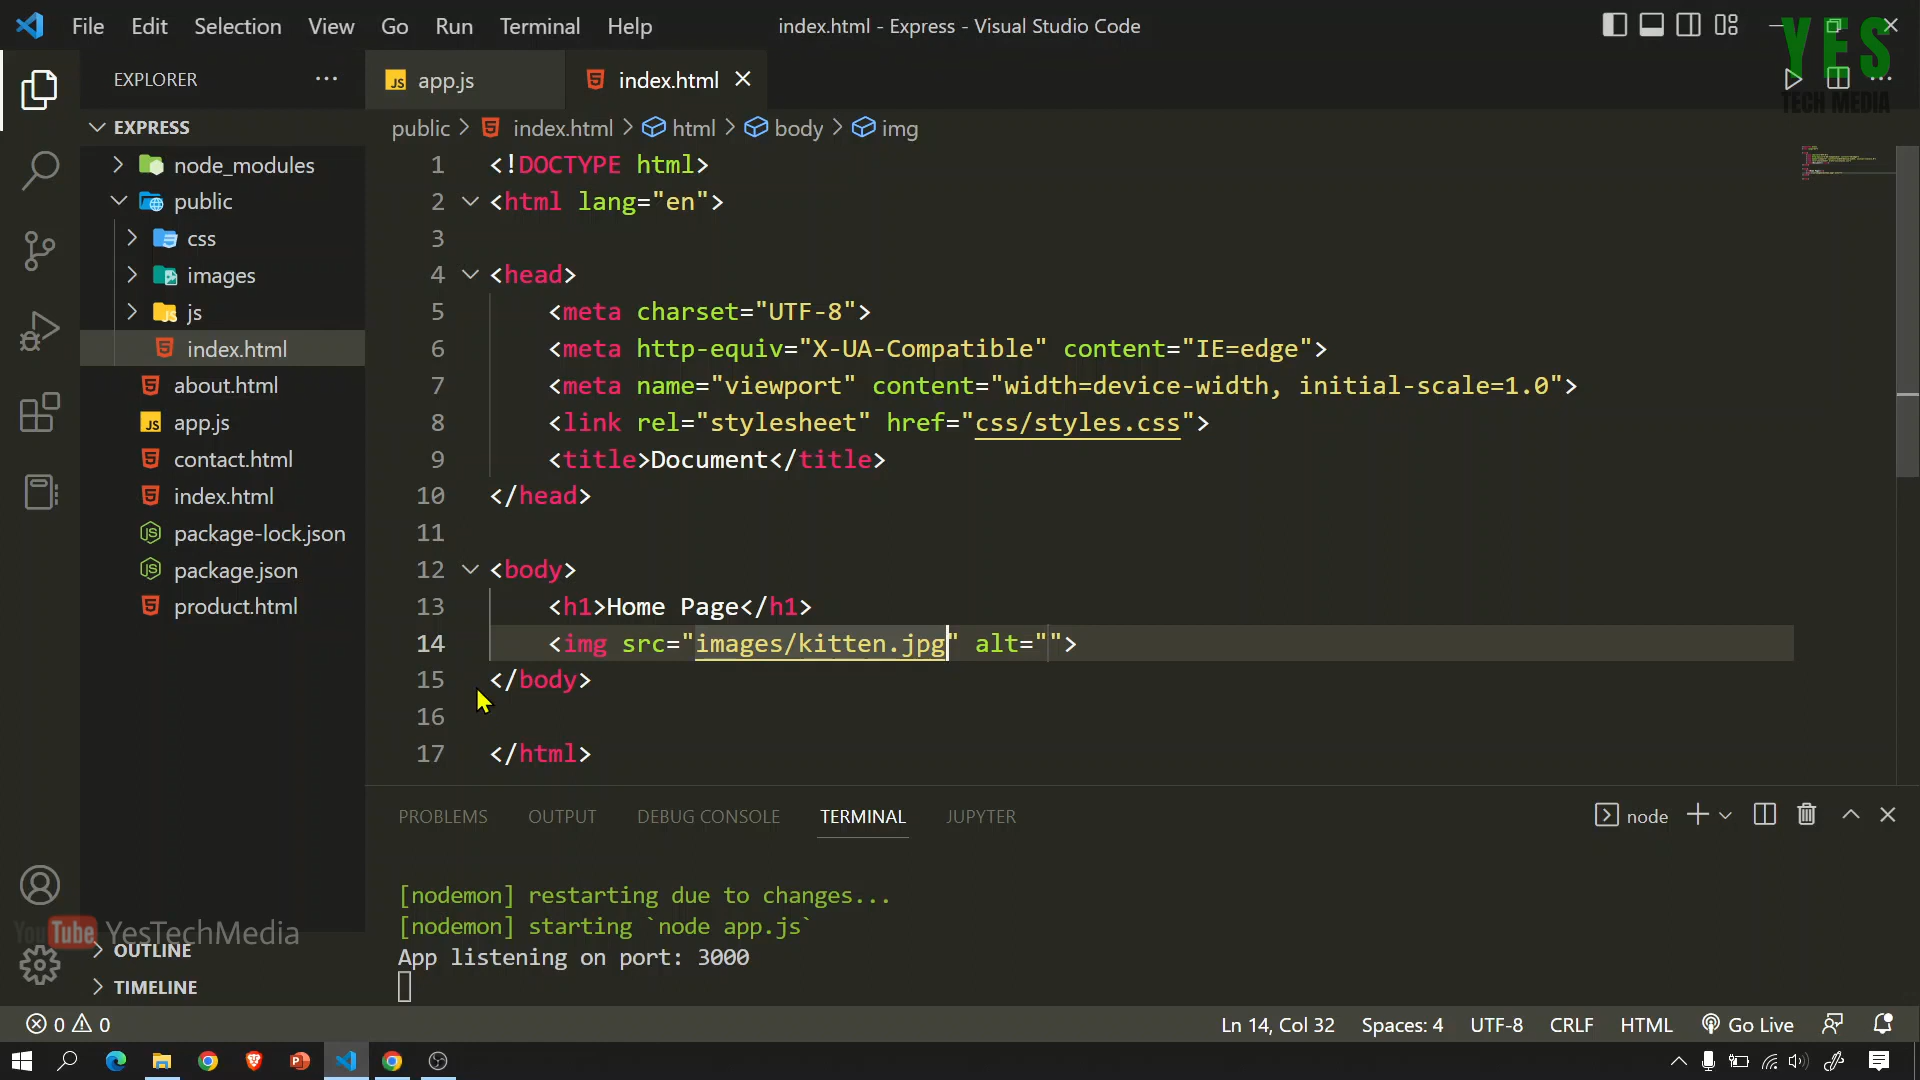 File Edit Selection View Go Run Terminal Help
index.html - Express - Visual Studio Code
YES
TECH MEDIA
EXPLORER
EXPRESS
node_modules
public
css
images
js
index.html
about.html
app.js
contact.html
index.html
package-lock.json
package.json
product.html
OUTLINE
TIMELINE
YouTube YesTechMedia
app.js
index.html
public > index.html > html > body > img
1 <!DOCTYPE html>
2 <html lang="en">
3
4 <head>
5 <meta charset="UTF-8">
6 <meta http-equiv="X-UA-Compatible" content="IE=edge">
7 <meta name="viewport" content="width=device-width, initial-scale=1.0">
8 <link rel="stylesheet" href="css/styles.css">
9 <title>Document</title>
10 </head>
11
12 <body>
13 <h1>Home Page</h1>
14 <img src="images/kitten.jpg" alt="">
15 </body>
16
17 </html>
PROBLEMS OUTPUT DEBUG CONSOLE TERMINAL JUPYTER
node
[nodemon] restarting due to changes...
[nodemon] starting `node app.js`
App listening on port: 3000
0 0
Ln 14, Col 32 Spaces: 4 UTF-8 CRLF HTML Go Live